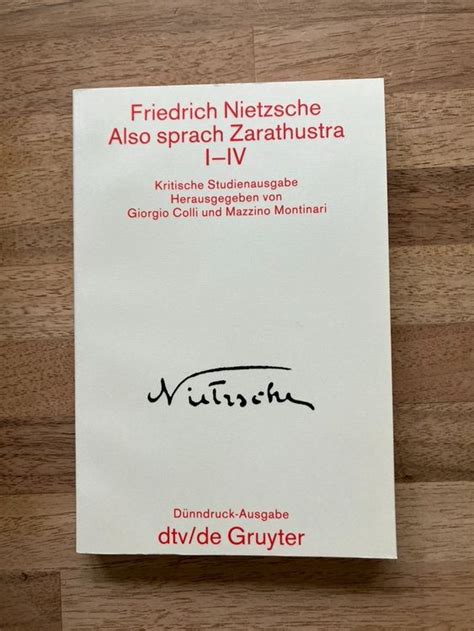 Friedrich Nietzsche
Also sprach Zarathustra
I–IV
Kritische Studienausgabe
Herausgegeben von
Giorgio Colli und Mazzino Montinari
Nietzsche
Dünndruck-Ausgabe
dtv/de Gruyter